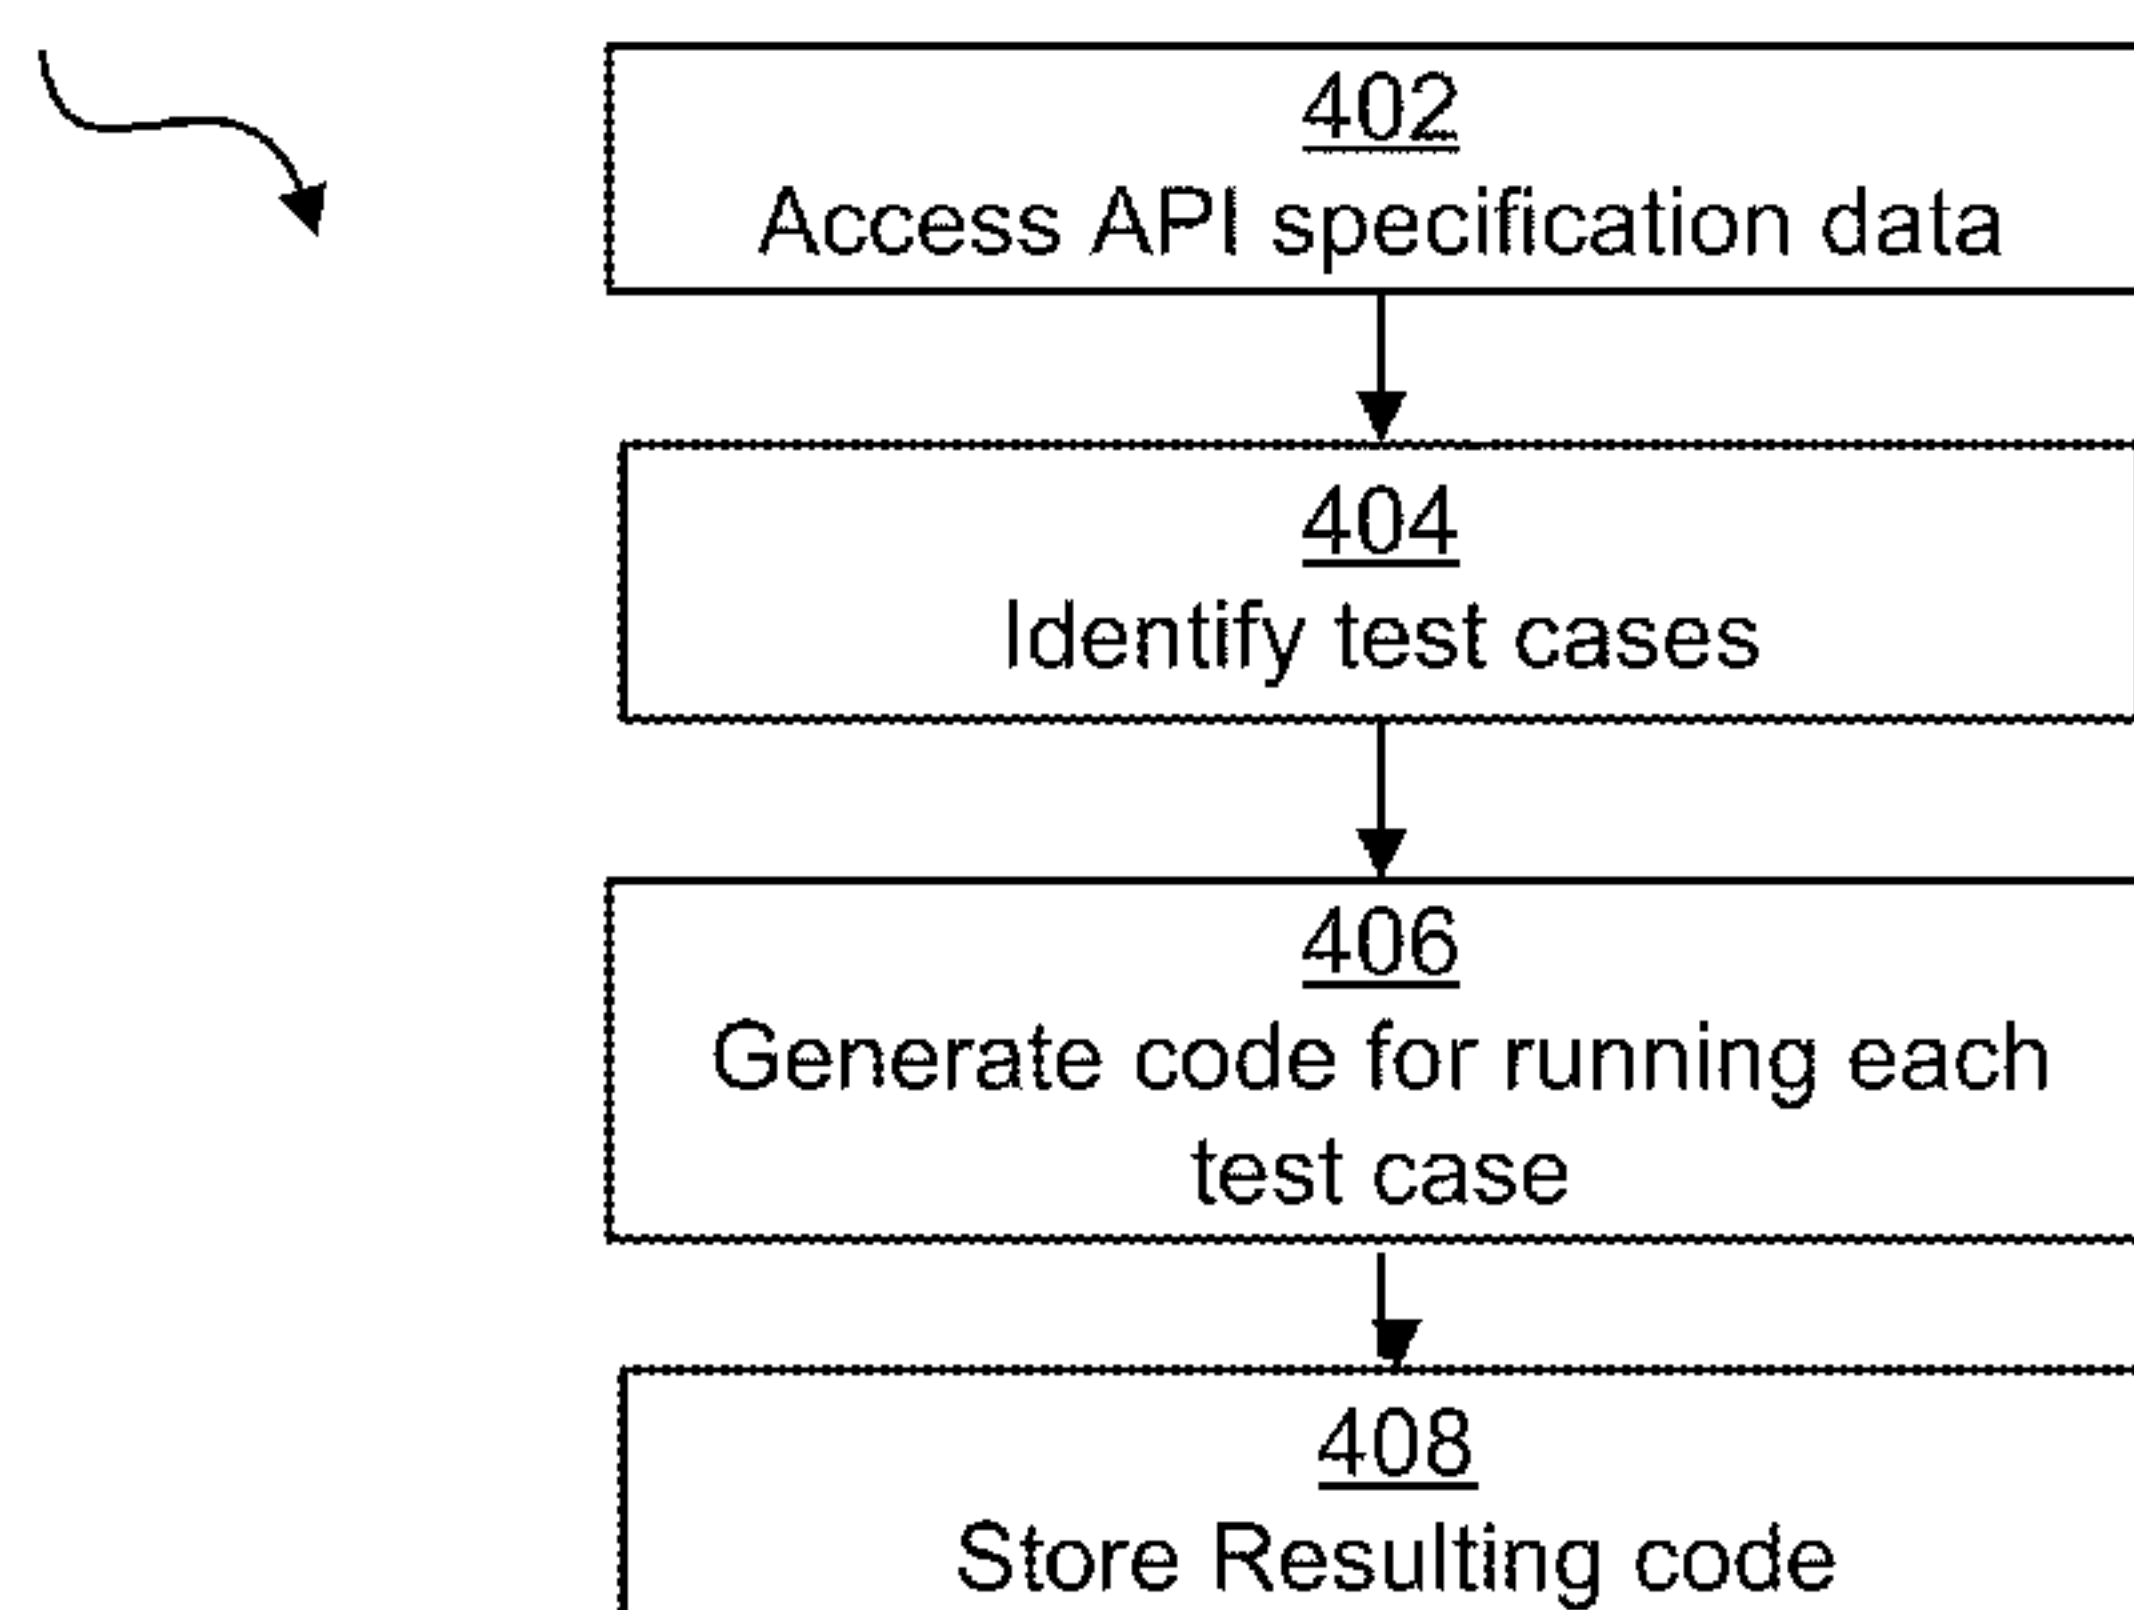 402
Access API specification data
404
Identify test cases
406
Generate code for running each
test case
408
Store Resulting code